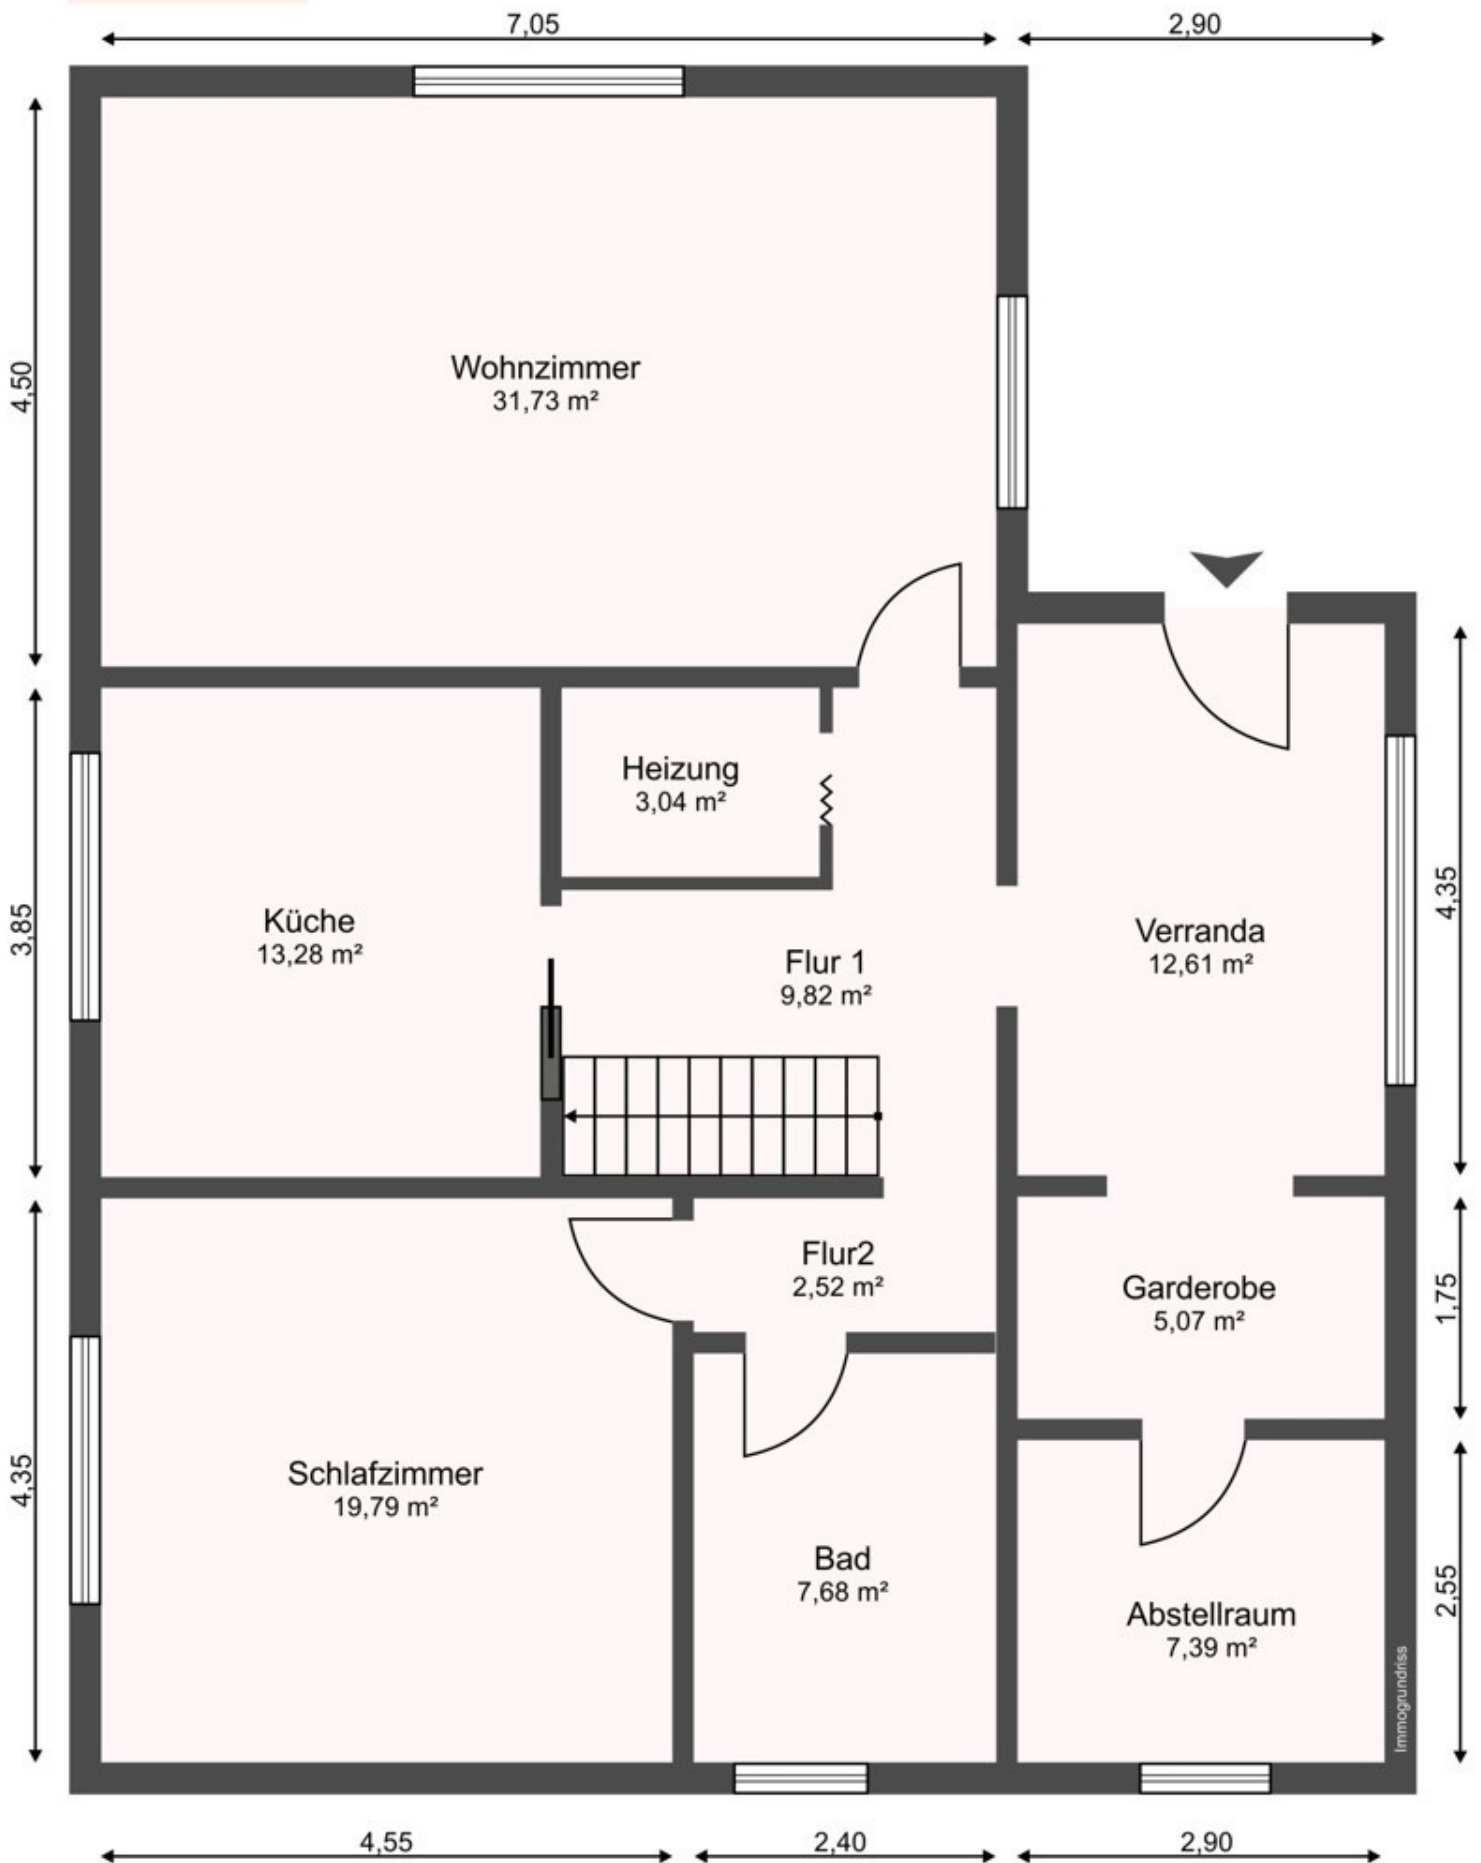 7,05
2,90
4,50
Wohnzimmer
31,73 m²
Heizung
3,04 m²
3,85
Küche
13,28 m²
Flur 1
9,82 m²
Verranda
12,61 m²
4,35
Flur2
2,52 m²
Garderobe
5,07 m²
1,75
4,35
Schlafzimmer
19,79 m²
Bad
7,68 m²
Abstellraum
7,39 m²
2,55
Immogrundriss
4,55
2,40
2,90